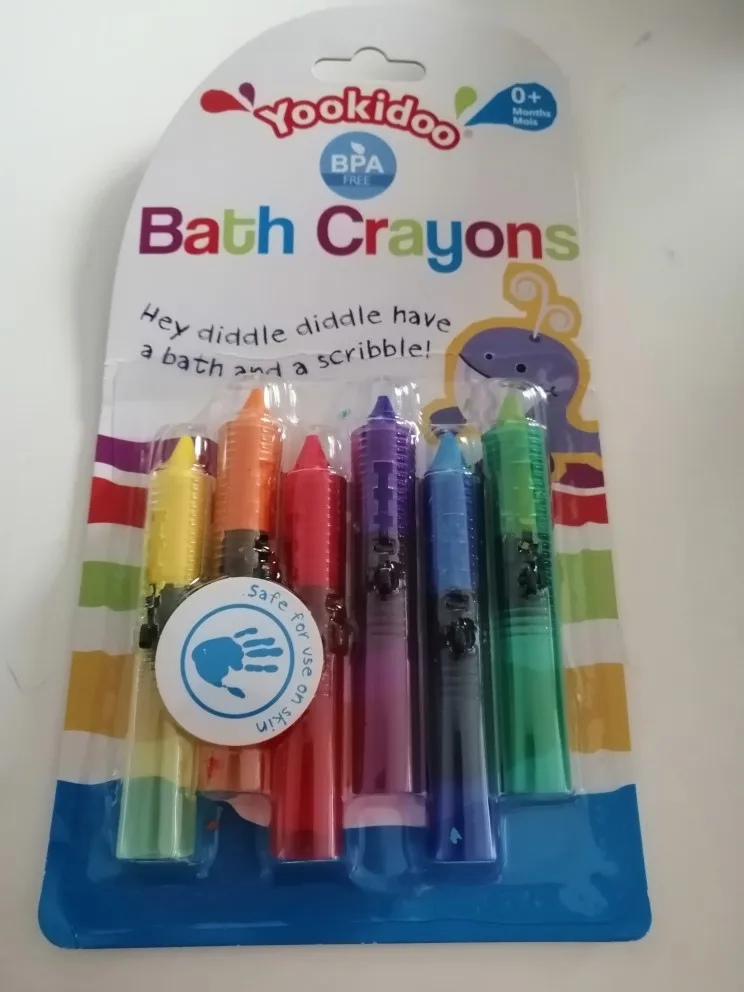 Yookidoo
0+
Months
Mois
BPA
FREE
Bath Crayons
Hey diddle diddle have
a bath and a scribble!
Safe for use on skin